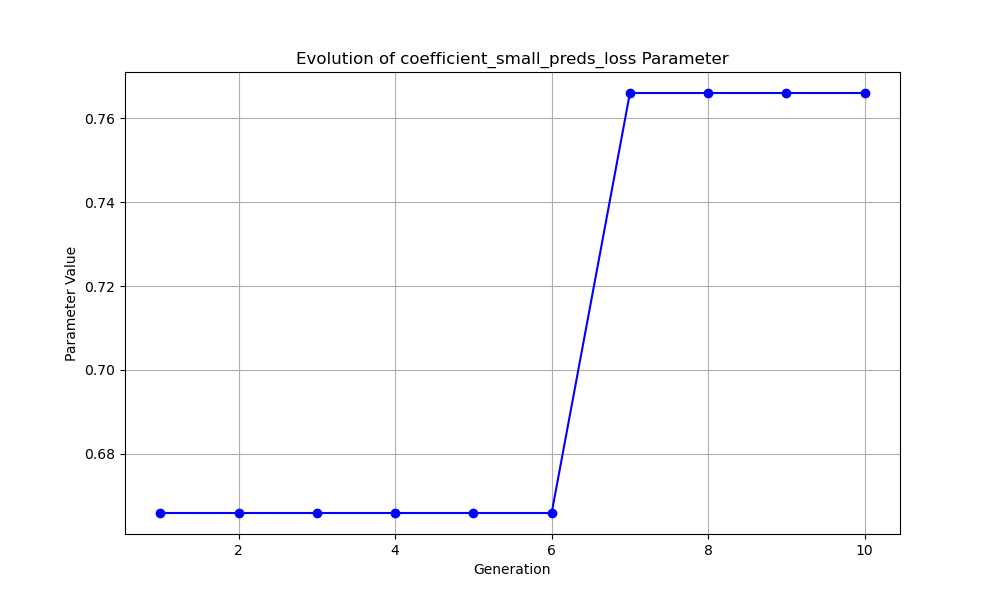 Evolution of coefficient_small_preds_loss Parameter
Parameter Value
0.76
0.74
0.72
0.70
0.68
2 4 6 8 10
Generation